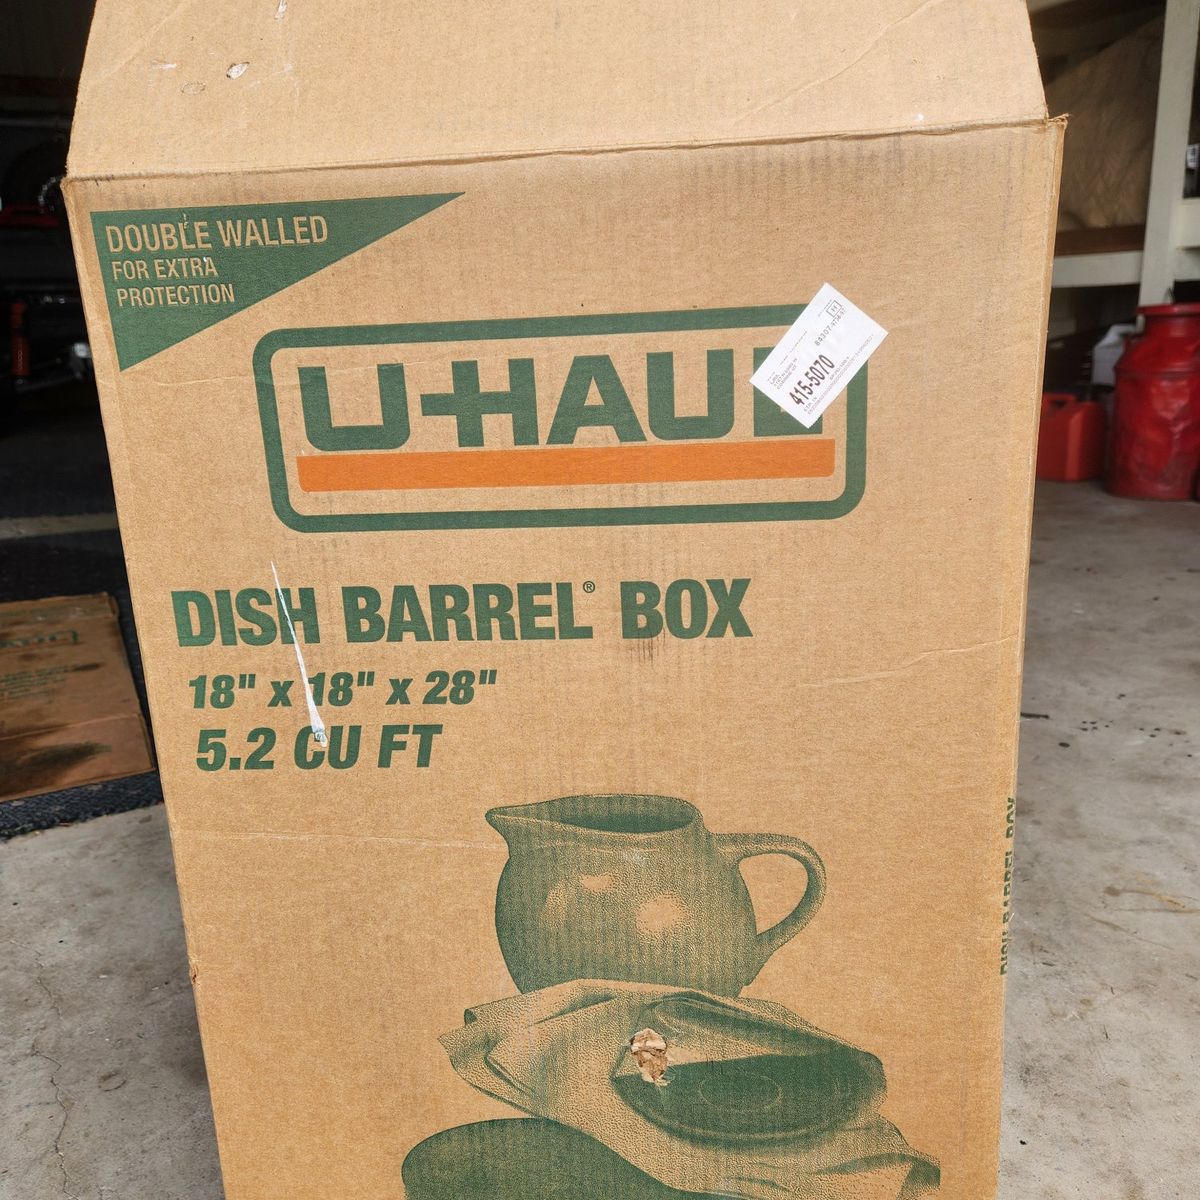 DOUBLE WALLED
FOR EXTRA
PROTECTION
U-HAUL
415-5070
DISH BARREL® BOX
18" x 18" x 28"
5.2 CU FT
DISH BARREL BOX